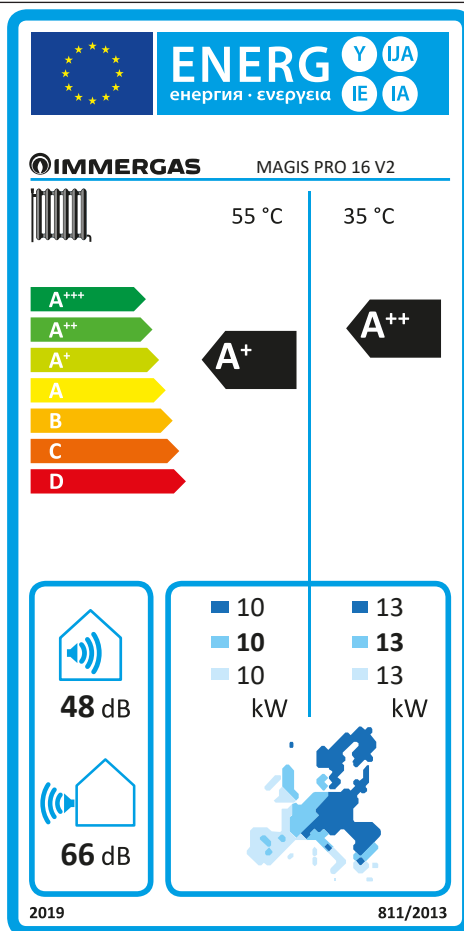 ENERG Y IJA
енергия · ενεργεια IE IA
IMMERGAS MAGIS PRO 16 V2
55 °C 35 °C
A+++
A++
A+
A
B
C
D
A+
A++
10 13
10 13
10 13
kW kW
48 dB
66 dB
2019 811/2013